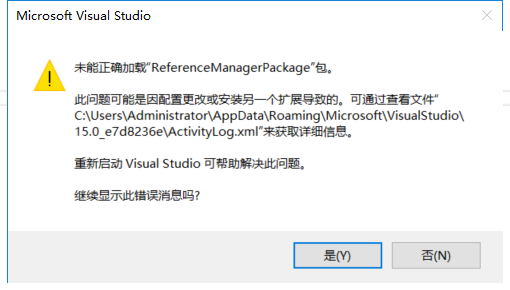 Microsoft Visual Studio
未能正确加载“ReferenceManagerPackage”包。
此问题可能是因配置更改或安装另一个扩展导致的。可通过查看文件“
C:\Users\Administrator\AppData\Roaming\Microsoft\VisualStudio\
15.0_e7d8236e\ActivityLog.xml”来获取详细信息。
重新启动 Visual Studio 可帮助解决此问题。
继续显示此错误消息吗?
是(Y)
否(N)